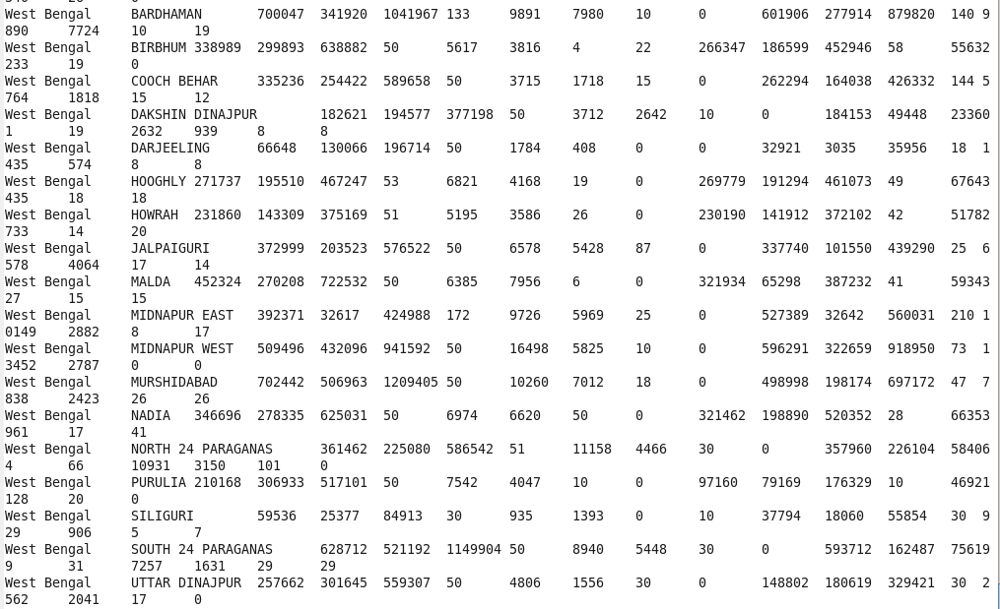 West Bengal BARDHAMAN 700047 341920 1041967 133 9891 7980 10 0 601906 277914 879820 140 9
890 7724 10 19
West Bengal BIRBHUM 338989 299893 638882 50 5617 3816 4 22 266347 186599 452946 58 55632
233 19 0
West Bengal COOCH BEHAR 335236 254422 589658 50 3715 1718 15 0 262294 164038 426332 144 5
764 1818 15 12
West Bengal DAKSHIN DINAJPUR 182621 194577 377198 50 3712 2642 10 0 184153 49448 23360
1 19 2632 939 8 8
West Bengal DARJEELING 66648 130066 196714 50 1784 408 0 0 32921 3035 35956 18 1
435 574 8 8
West Bengal HOOGHLY 271737 195510 467247 53 6821 4168 19 0 269779 191294 461073 49 67643
435 18 18
West Bengal HOWRAH 231860 143309 375169 51 5195 3586 26 0 230190 141912 372102 42 51782
733 14 20
West Bengal JALPAIGURI 372999 203523 576522 50 6578 5428 87 0 337740 101550 439290 25 6
578 4064 17 14
West Bengal MALDA 452324 270208 722532 50 6385 7956 6 0 321934 65298 387232 41 59343
27 15 15
West Bengal MIDNAPUR EAST 392371 32617 424988 172 9726 5969 25 0 527389 32642 560031 210 1
0149 2882 8 17
West Bengal MIDNAPUR WEST 509496 432096 941592 50 16498 5825 10 0 596291 322659 918950 73 1
3452 2787 0 0
West Bengal MURSHIDABAD 702442 506963 1209405 50 10260 7012 18 0 498998 198174 697172 47 7
838 2423 26 26
West Bengal NADIA 346696 278335 625031 50 6974 6620 50 0 321462 198890 520352 28 66353
961 17 41
West Bengal NORTH 24 PARAGANAS 361462 225080 586542 51 11158 4466 30 0 357960 226104 58406
4 66 10931 3150 101 0
West Bengal PURULIA 210168 306933 517101 50 7542 4047 10 0 97160 79169 176329 10 46921
128 20 0
West Bengal SILIGURI 59536 25377 84913 30 935 1393 0 10 37794 18060 55854 30 9
29 906 5 7
West Bengal SOUTH 24 PARAGANAS 628712 521192 1149904 50 8940 5448 30 0 593712 162487 75619
9 31 7257 1631 29 29
West Bengal UTTAR DINAJPUR 257662 301645 559307 50 4806 1556 30 0 148802 180619 329421 30 2
562 2041 17 0